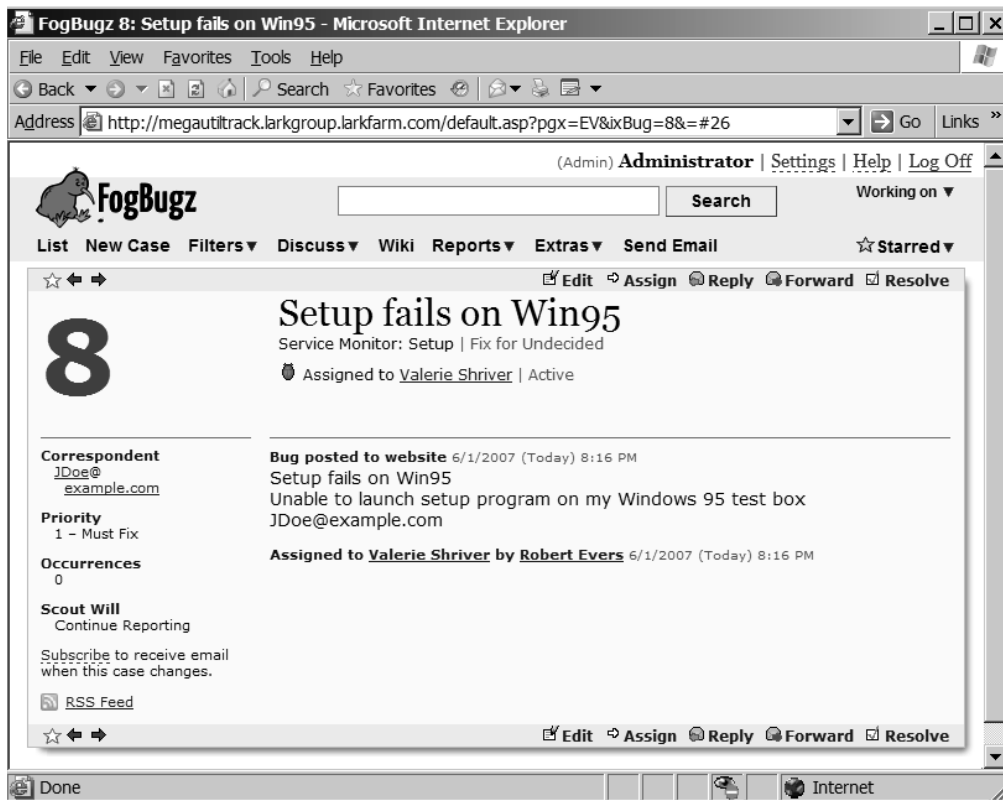 FogBugz 8: Setup fails on Win95 - Microsoft Internet Explorer
File Edit View Favorites Tools Help
Back Search Favorites
Address http://megautiltrack.larkgroup.larkfarm.com/default.asp?pgx=EV&ixBug=8&=#26 Go Links »
(Admin) Administrator | Settings | Help | Log Off
FogBugz Search Working on ▼
List New Case Filters▼ Discuss▼ Wiki Reports▼ Extras▼ Send Email Starred▼
Edit Assign Reply Forward Resolve
8
Setup fails on Win95
Service Monitor: Setup | Fix for Undecided
Assigned to Valerie Shriver | Active
Correspondent
JDoe@
example.com
Priority
1 – Must Fix
Occurrences
0
Scout Will
Continue Reporting
Subscribe to receive email
when this case changes.
RSS Feed
Bug posted to website 6/1/2007 (Today) 8:16 PM
Setup fails on Win95
Unable to launch setup program on my Windows 95 test box
JDoe@example.com
Assigned to Valerie Shriver by Robert Evers 6/1/2007 (Today) 8:16 PM
Edit Assign Reply Forward Resolve
Done Internet